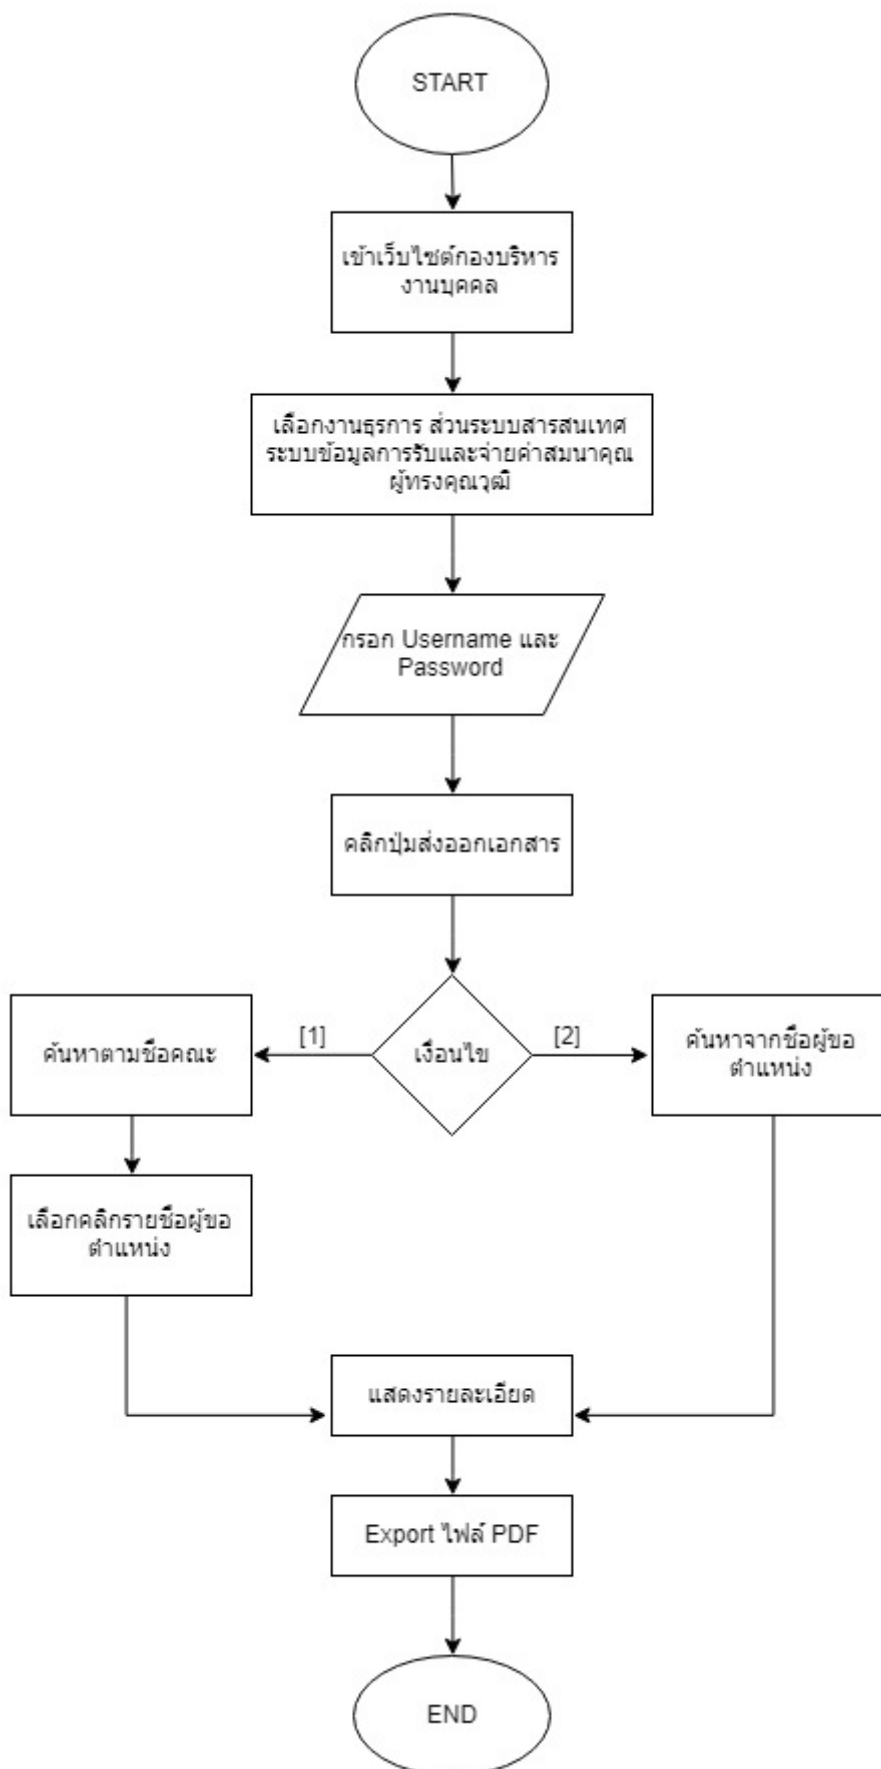 START
เข้าเว็บไซต์กองบริหาร
งานบุคคล
เลือกงานธุรการ ส่วนระบบสารสนเทศ
ระบบข้อมูลการรับและจ่ายค่าสมนาคุณ
ผู้ทรงคุณวุฒิ
กรอก Username และ
Password
คลิกปุ่มส่งออกเอกสาร
[1]
เงื่อนไข
[2]
ค้นหาตามชื่อคณะ
ค้นหาจากชื่อผู้ขอ
ตำแหน่ง
เลือกคลิกรายชื่อผู้ขอ
ตำแหน่ง
แสดงรายละเอียด
Export ไฟล์ PDF
END